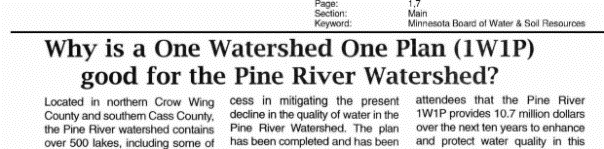 Page: 1,7
Section: Main
Keyword: Minnesota Board of Water & Soil Resources
Why is a One Watershed One Plan (1W1P)
good for the Pine River Watershed?
Located in northern Crow Wing
County and southern Cass County,
the Pine River watershed contains
over 500 lakes, including some of
cess in mitigating the present
decline in the quality of water in the
Pine River Watershed. The plan
has been completed and has been
attendees that the Pine River
1W1P provides 10.7 million dollars
over the next ten years to enhance
and protect water quality in this